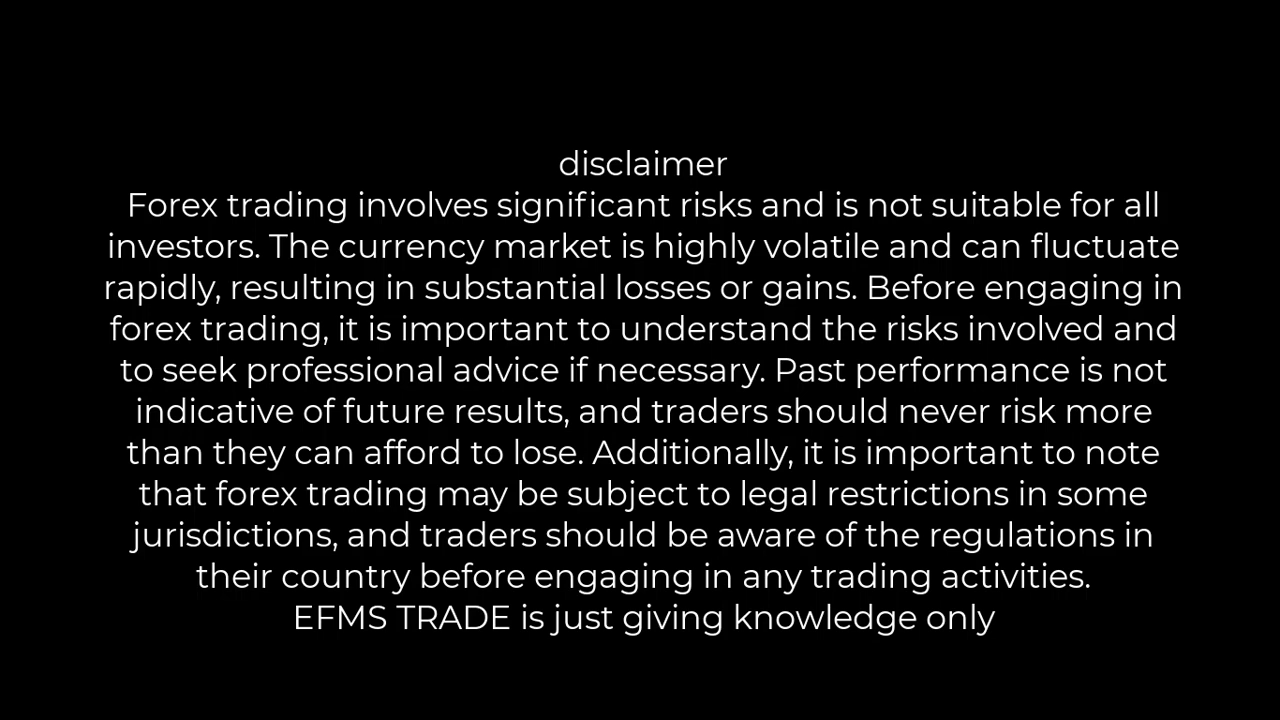 disclaimer
Forex trading involves significant risks and is not suitable for all
investors. The currency market is highly volatile and can fluctuate
rapidly, resulting in substantial losses or gains. Before engaging in
forex trading, it is important to understand the risks involved and
to seek professional advice if necessary. Past performance is not
indicative of future results, and traders should never risk more
than they can afford to lose. Additionally, it is important to note
that forex trading may be subject to legal restrictions in some
jurisdictions, and traders should be aware of the regulations in
their country before engaging in any trading activities.
EFMS TRADE is just giving knowledge only